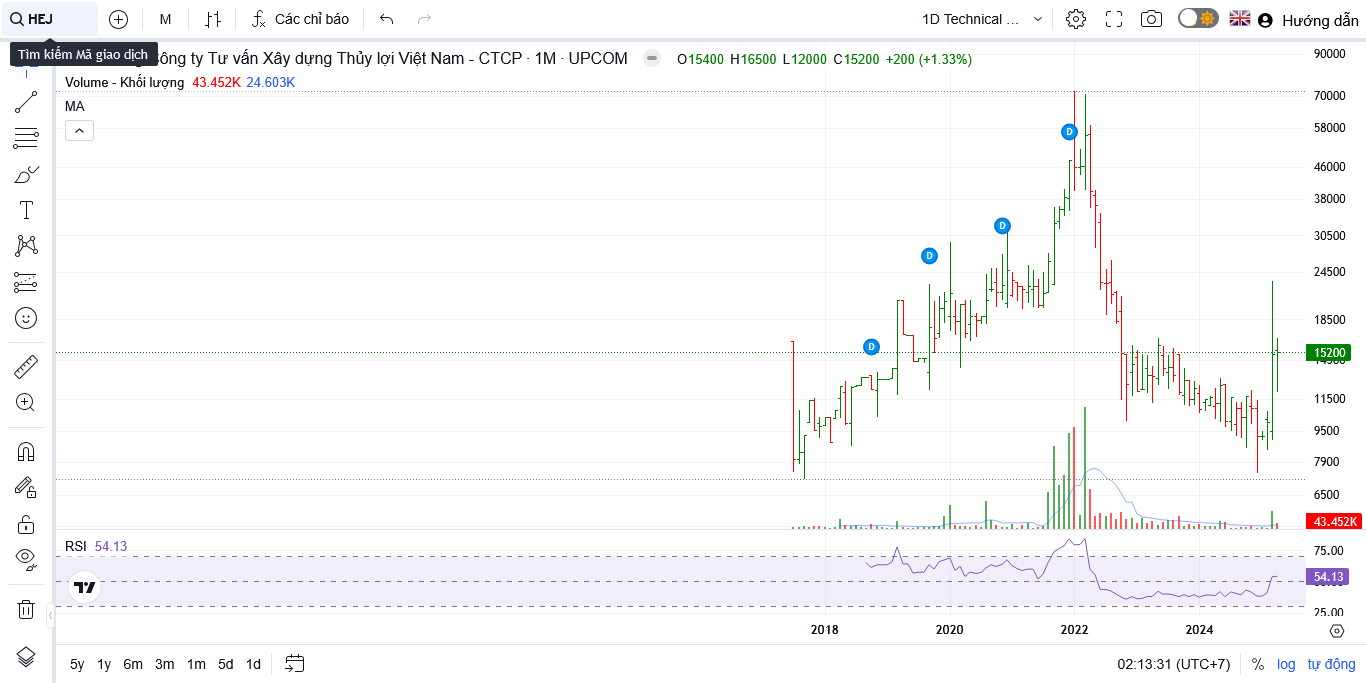 HEJ
M
Các chỉ báo
1D Technical ...
Hướng dẫn
Tìm kiếm Mã giao dịch
Công ty Tư vấn Xây dựng Thủy lợi Việt Nam - CTCP · 1M · UPCOM
O15400 H16500 L12000 C15200 +200 (+1.33%)
Volume - Khối lượng 43.452K 24.603K
MA
90000
70000
58000
46000
38000
30500
24500
18500
15200
11500
9500
7900
6500
43.452K
D
D
D
D
RSI 54.13
75.00
54.13
25.00
2018
2020
2022
2024
5y 1y 6m 3m 1m 5d 1d
02:13:31 (UTC+7)
% log tự động